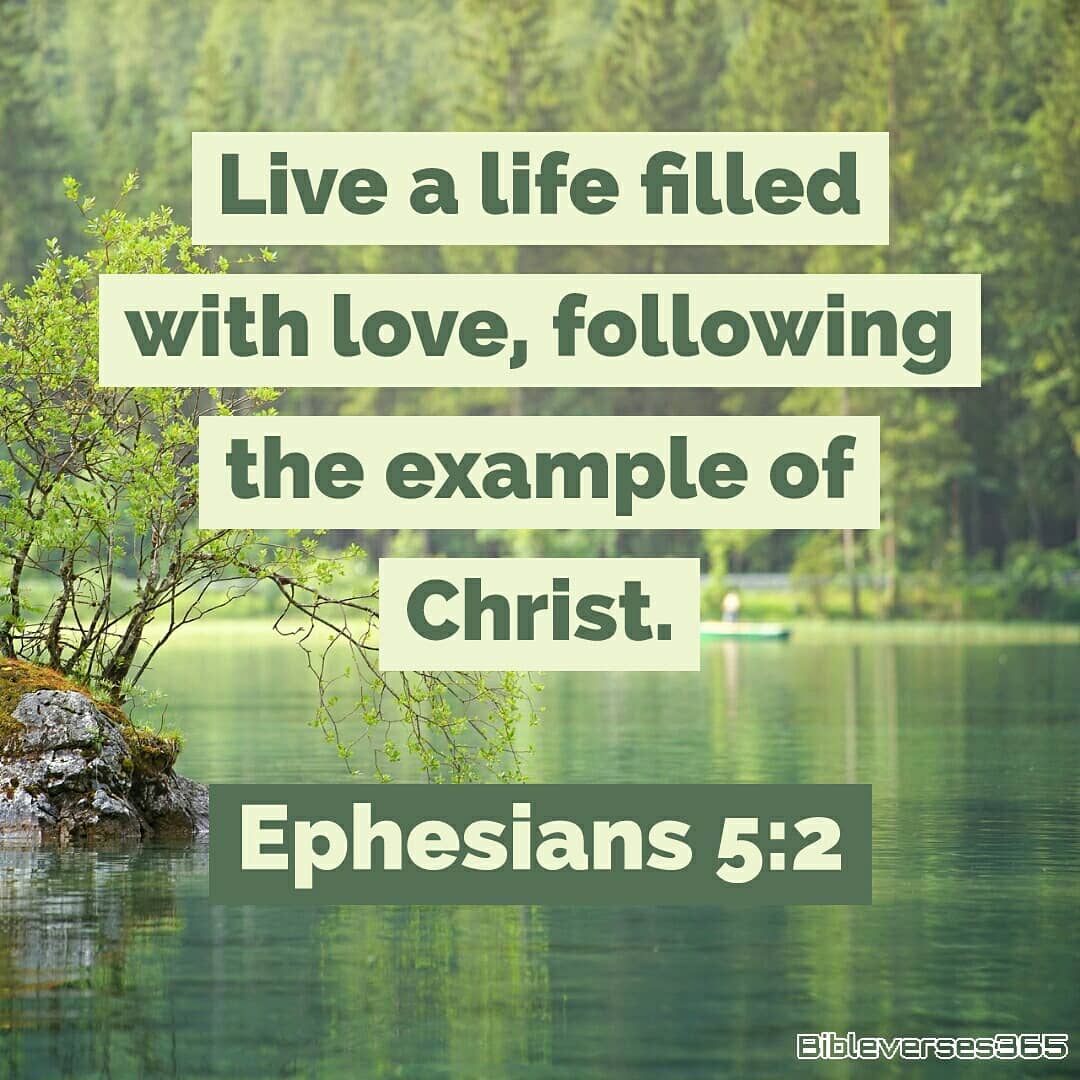 Live a life filled
with love, following
the example of
Christ.
Ephesians 5:2
Bibleverses365